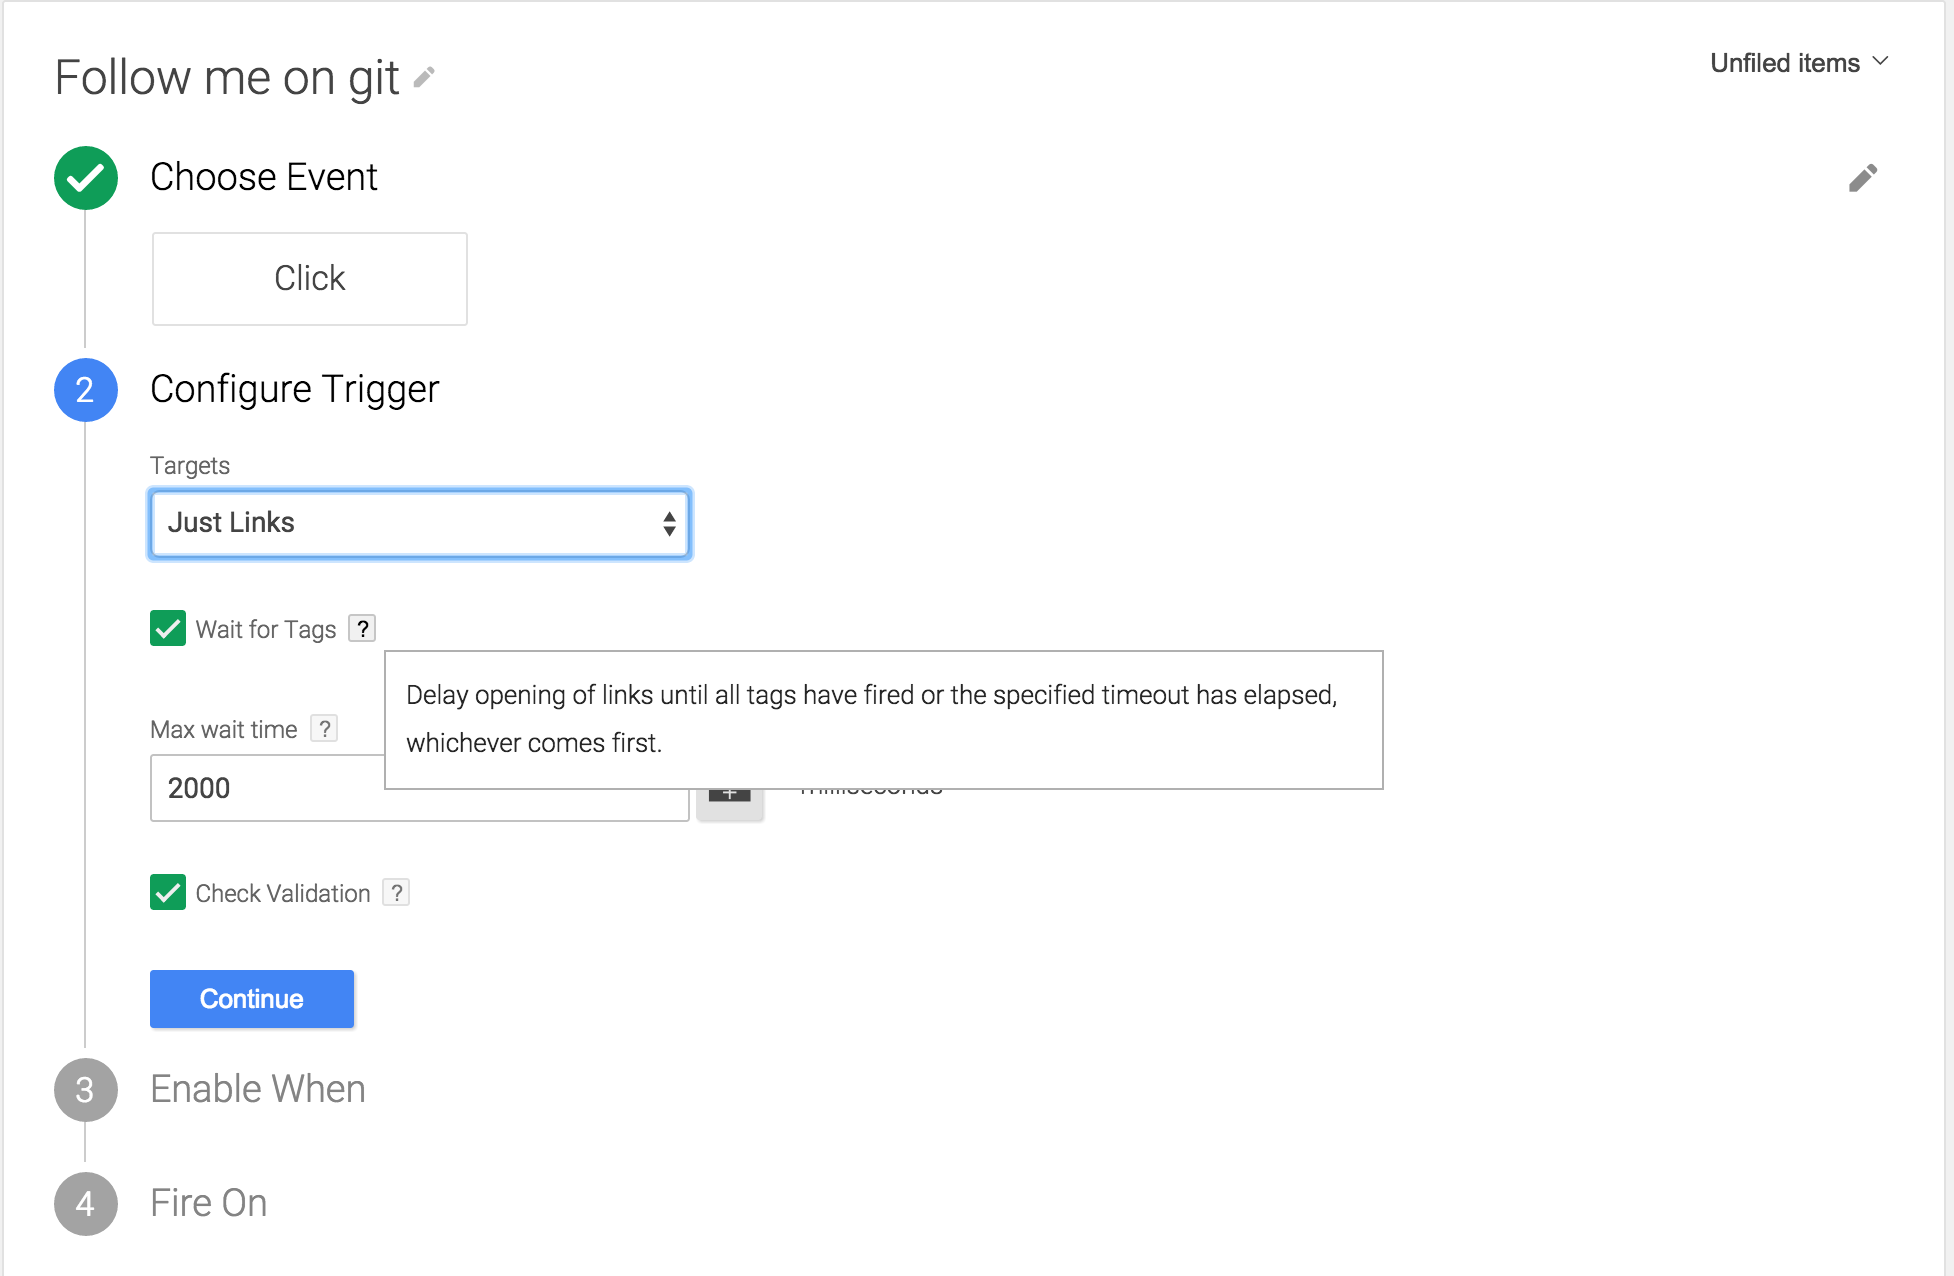 Follow me on git
Unfiled items
Choose Event
Click
2 Configure Trigger
Targets
Just Links
Wait for Tags ?
Delay opening of links until all tags have fired or the specified timeout has elapsed,
whichever comes first.
Max wait time ?
2000
milliseconds
Check Validation ?
Continue
3 Enable When
4 Fire On